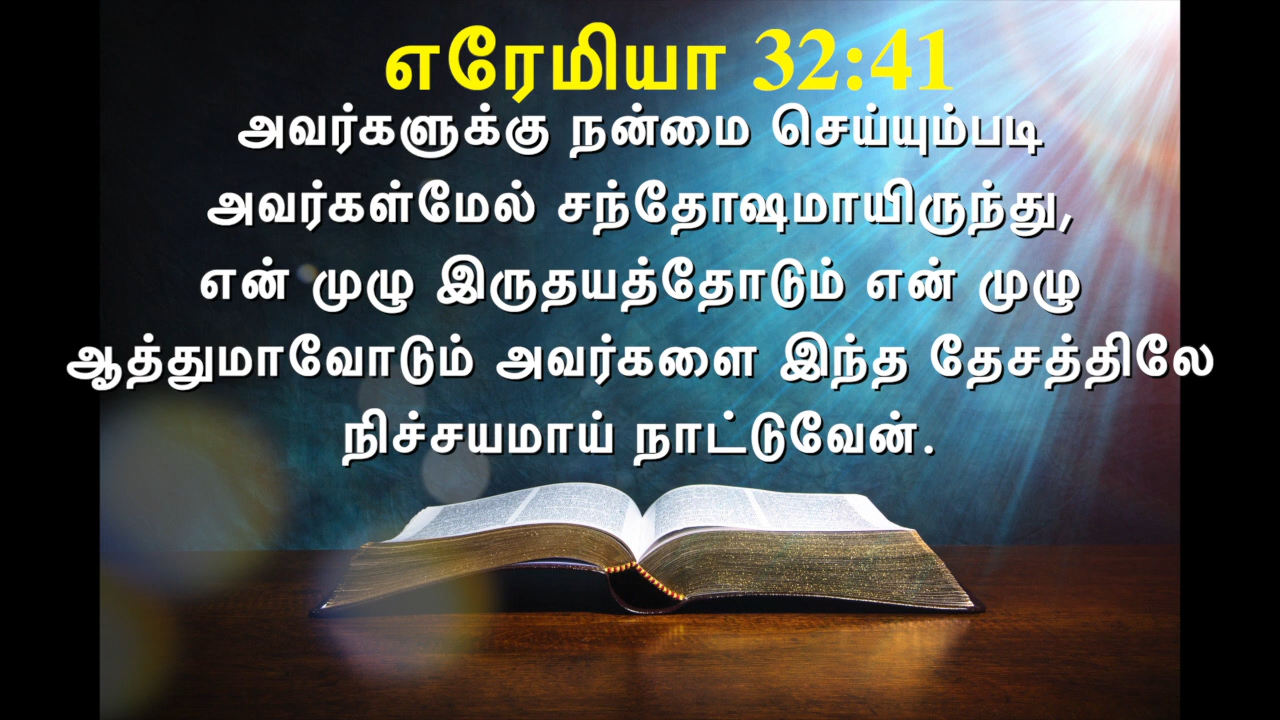 எரேமியா 32:41
அவர்களுக்கு நன்மை செய்யும்படி
அவர்கள்மேல் சந்தோஷமாயிருந்து,
என் முழு இருதயத்தோடும் என் முழு
ஆத்துமாவோடும் அவர்களை இந்த தேசத்திலே
நிச்சயமாய் நாட்டுவேன்.